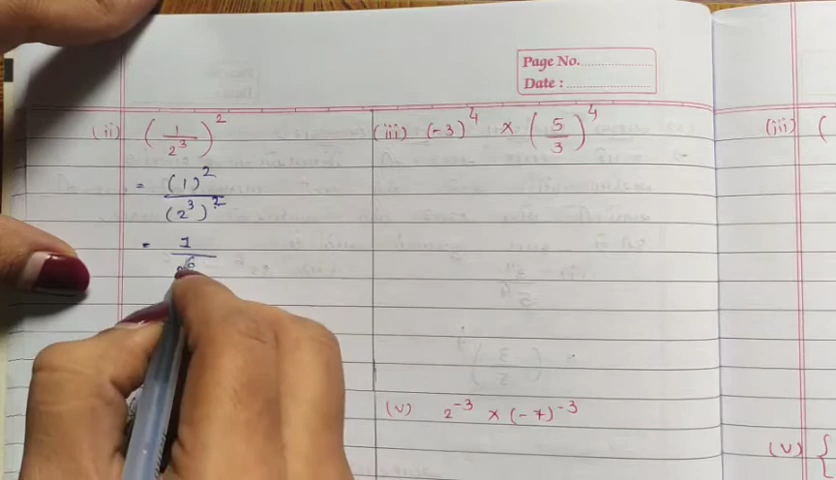 Page No..................
Date :.....................
(ii) (1/2³)²
= (1)²/(2³)²
= 1/2⁶
(iii) (-3)⁴ × (5/3)⁴
(v) 2⁻³ × (-7)⁻³
(iii) (
(v) {